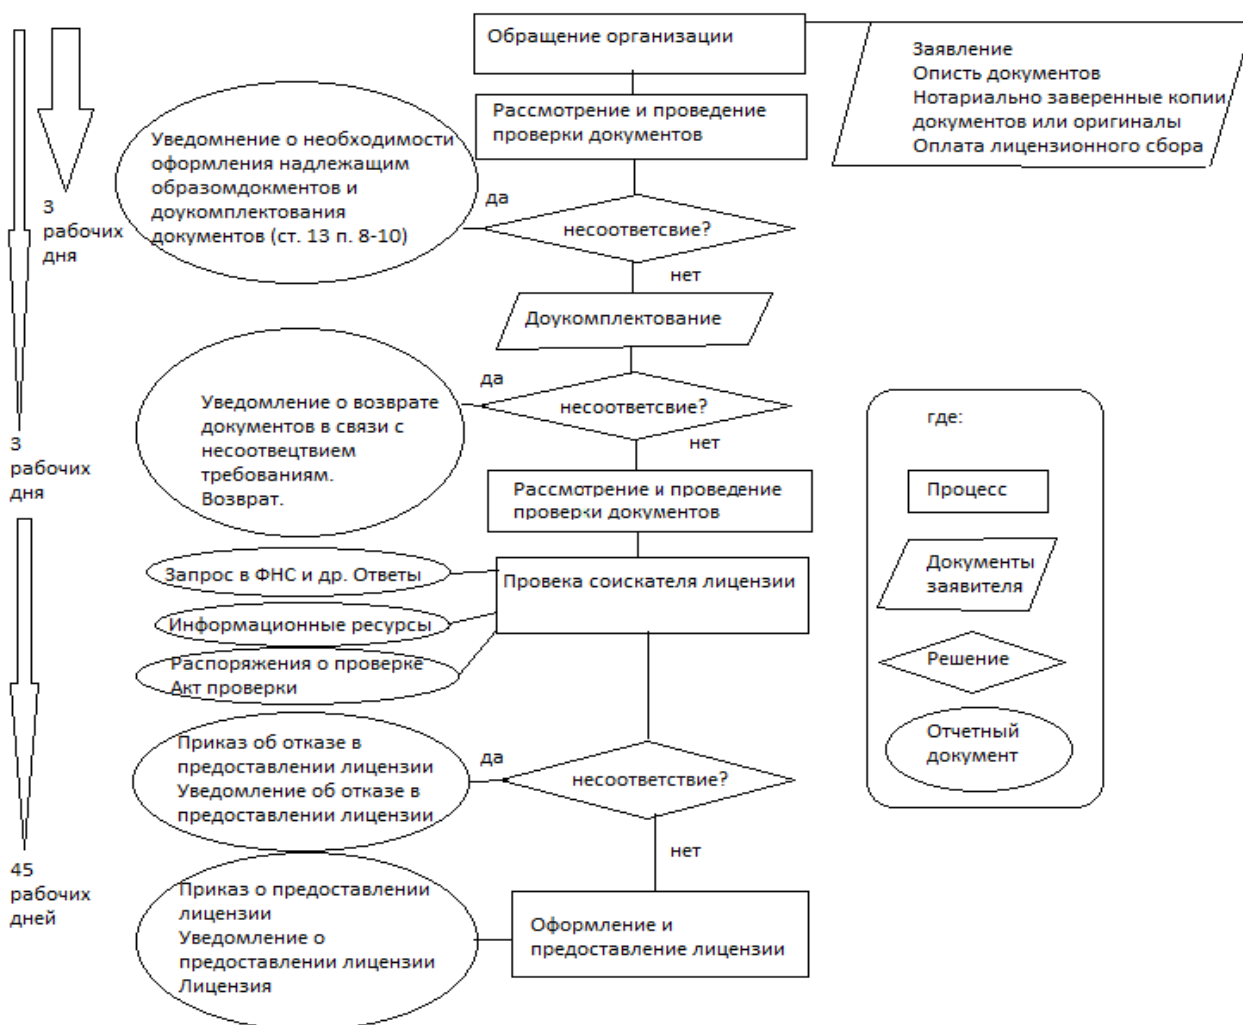 Обращение организации
Заявление
Опистъ документов
Нотариально заверенные копии
документов или оригиналы
Оплата лицензионного сбора
Рассмотрение и проведение
проверки документов
Уведомнение о необходимости
оформления надлежащим
образомдокментов и
доукомплектования
документов (ст. 13 п. 8-10)
да
несоответсвие?
3
рабочих
дня
нет
Доукомплектование
да
несоответсвие?
Уведомление о возврате
документов в связи с
несоотвецтвием
требованиям.
Возврат.
нет
3
рабочих
дня
Рассмотрение и проведение
проверки документов
Запрос в ФНС и др. Ответы
Провека соискателя лицензии
Информационные ресурсы
Распоряжения о проверке
Акт проверки
Приказ об отказе в
предоставлении лицензии
Уведомление об отказе в
предоставлении лицензии
да
несоответствие?
нет
45
рабочих
дней
Приказ о предоставлении
лицензии
Уведомление о
предоставлении лицензии
Лицензия
Оформление и
предоставление лицензии
где:
Процесс
Документы
заявителя
Решение
Отчетный
документ